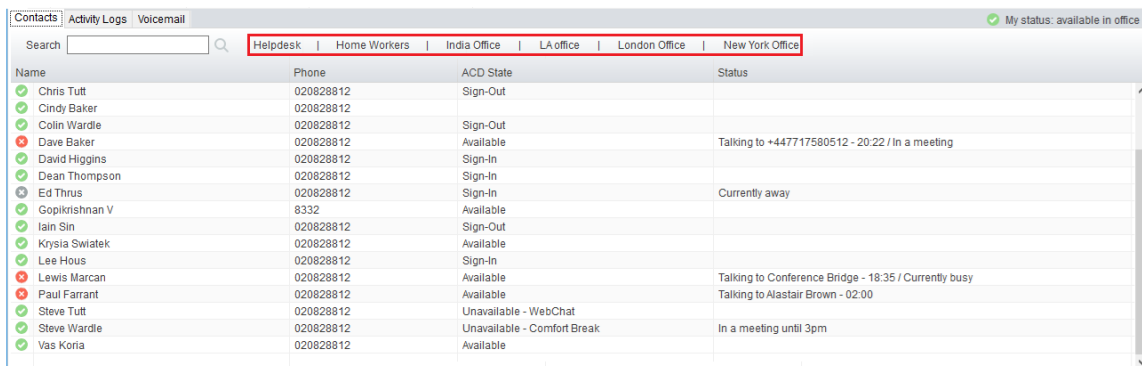 Contacts Activity Logs Voicemail My status: available in office
Search Helpdesk | Home Workers | India Office | LA office | London Office | New York Office
Name Phone ACD State Status
Chris Tutt 020828812 Sign-Out
Cindy Baker 020828812
Colin Wardle 020828812 Sign-Out
Dave Baker 020828812 Available Talking to +447717580512 - 20:22 / In a meeting
David Higgins 020828812 Sign-In
Dean Thompson 020828812 Sign-In
Ed Thrus 020828812 Sign-In Currently away
Gopikrishnan V 8332 Available
Iain Sin 020828812 Sign-Out
Krysia Swiatek 020828812 Available
Lee Hous 020828812 Sign-In
Lewis Marcan 020828812 Available Talking to Conference Bridge - 18:35 / Currently busy
Paul Farrant 020828812 Available Talking to Alastair Brown - 02:00
Steve Tutt 020828812 Unavailable - WebChat
Steve Wardle 020828812 Unavailable - Comfort Break In a meeting until 3pm
Vas Koria 020828812 Available